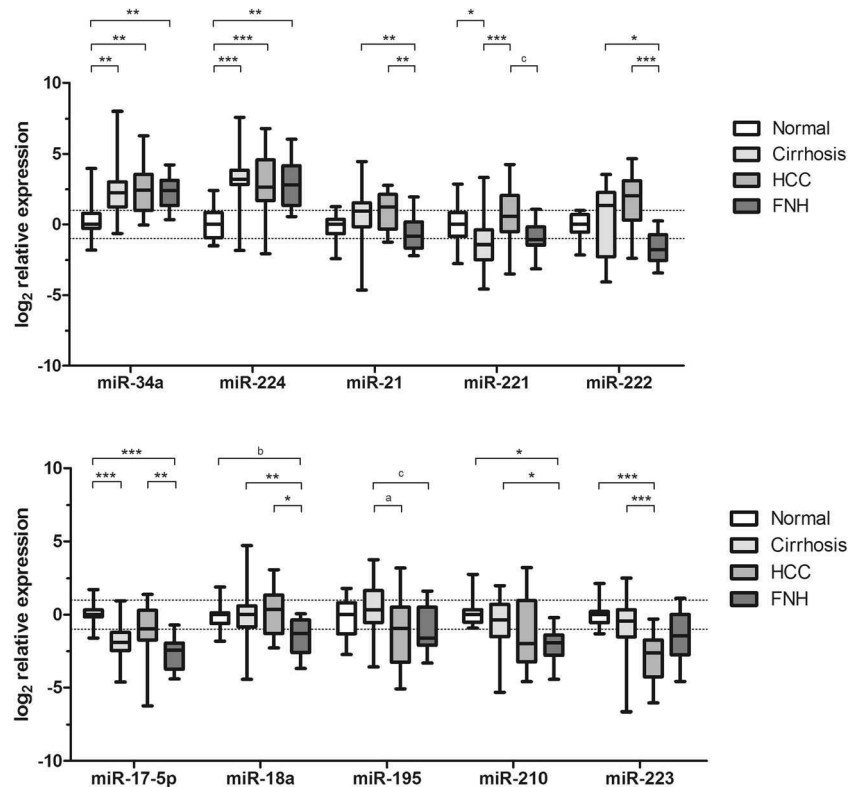 ** **
** *** ** * *
** *** ** *** c ***
10
5
0
-5
-10
log₂ relative expression
Normal
Cirrhosis
HCC
FNH
miR-34a miR-224 miR-21 miR-221 miR-222
*** b c *
*** ** ** a * ***
* ***
10
5
0
-5
-10
log₂ relative expression
Normal
Cirrhosis
HCC
FNH
miR-17-5p miR-18a miR-195 miR-210 miR-223